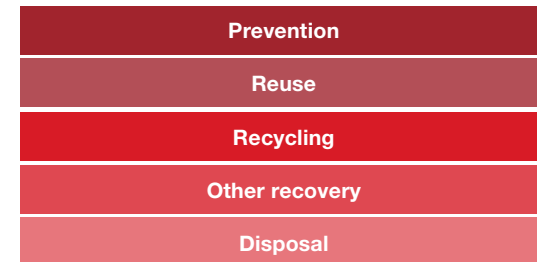 Prevention
Reuse
Recycling
Other recovery
Disposal